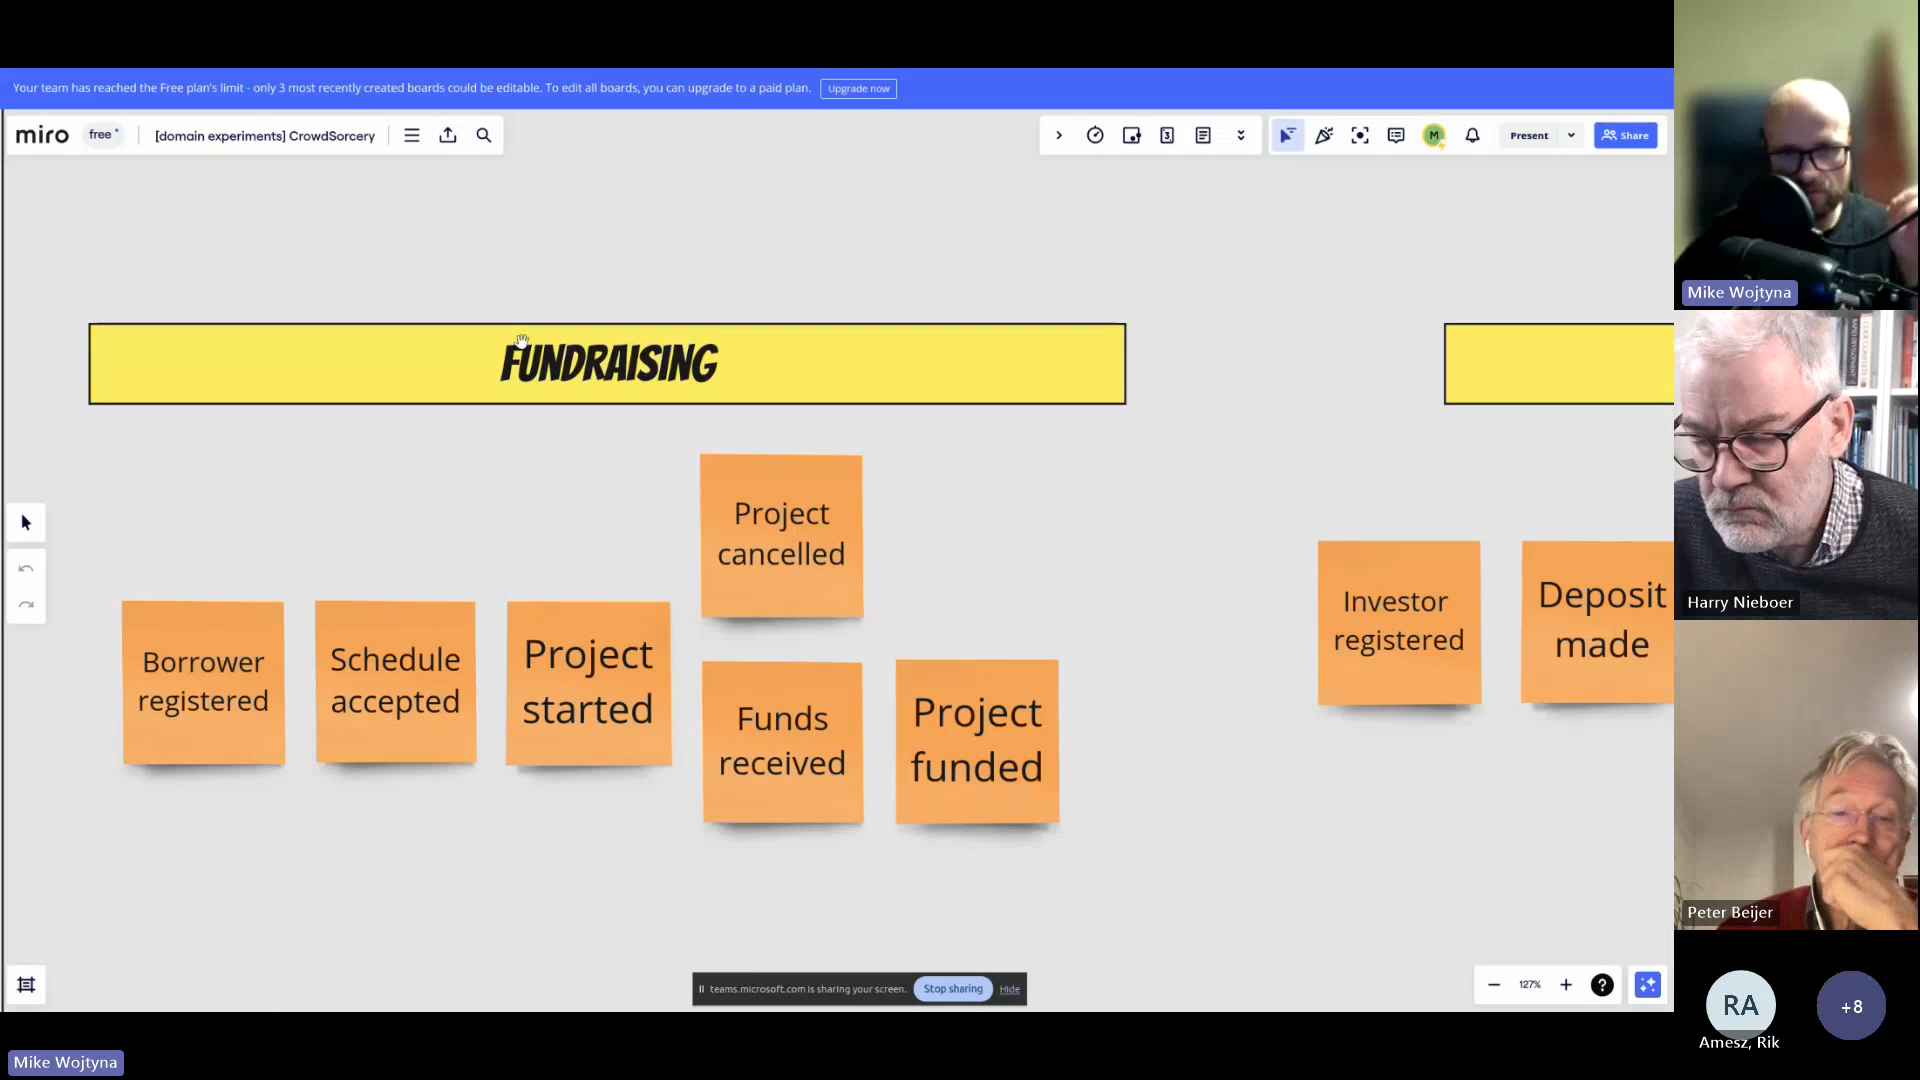 Your team has reached the Free plan's limit - only 3 most recently created boards could be editable. To edit all boards, you can upgrade to a paid plan. Upgrade now
miro free [domain experiments] CrowdSorcery
3
M
Present
Share
FUNDRAISING
Project
cancelled
Borrower
registered
Schedule
accepted
Project
started
Funds
received
Project
funded
Investor
registered
Deposit
made
teams.microsoft.com is sharing your screen. Stop sharing Hide
127%
?
Mike Wojtyna
Harry Nieboer
Peter Beijer
RA
Amesz, Rik
+8
Mike Wojtyna